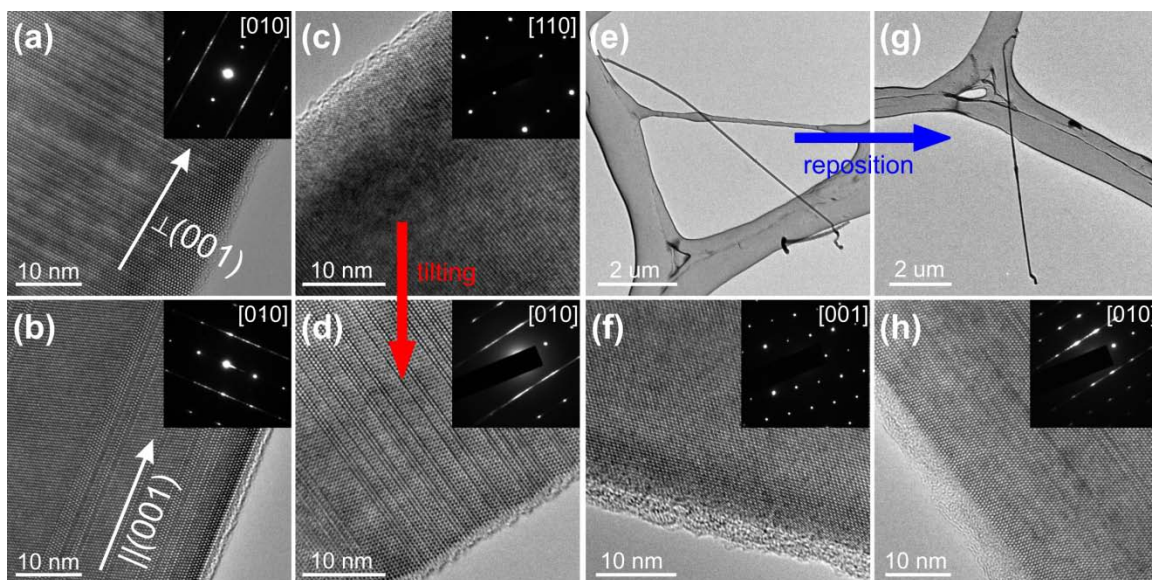 (a)
[010]
⊥(001)
10 nm
(c)
[110]
10 nm
tilting
(e)
2 um
reposition
(g)
2 um
(b)
[010]
||(001)
10 nm
(d)
[010]
10 nm
(f)
[001]
10 nm
(h)
[010]
10 nm